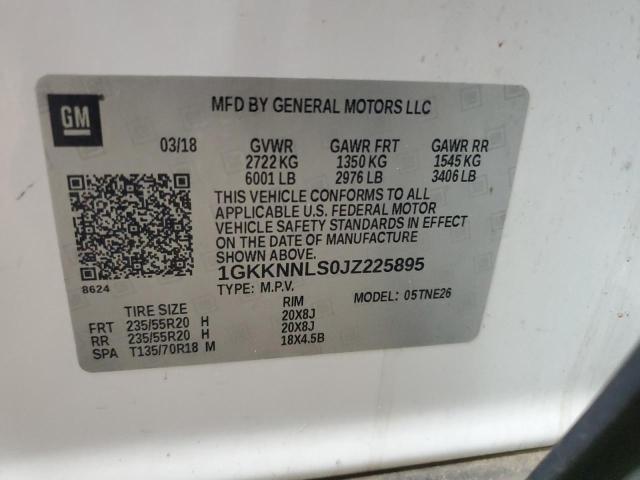 GM
MFD BY GENERAL MOTORS LLC
03/18 GVWR GAWR FRT GAWR RR
2722 KG 1350 KG 1545 KG
6001 LB 2976 LB 3406 LB
THIS VEHICLE CONFORMS TO ALL
APPLICABLE U.S. FEDERAL MOTOR
VEHICLE SAFETY STANDARDS IN EFFECT
ON THE DATE OF MANUFACTURE
SHOWN ABOVE.
1GKKNNLS0JZ225895
8624
TYPE: M.P.V. MODEL: 05TNE26
TIRE SIZE RIM
FRT 235/55R20 H 20X8J
RR 235/55R20 H 20X8J
SPA T135/70R18 M 18X4.5B